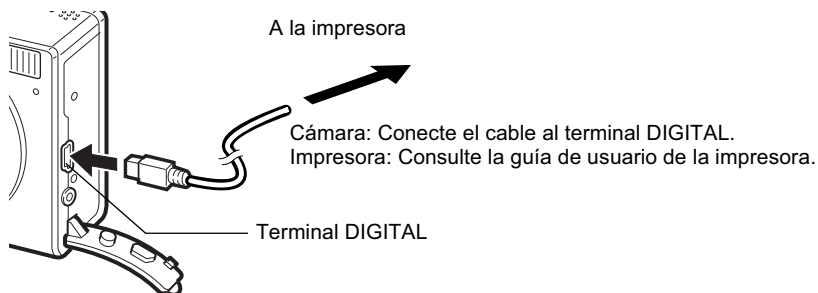 A la impresora
Cámara: Conecte el cable al terminal DIGITAL.
Impresora: Consulte la guía de usuario de la impresora.
Terminal DIGITAL